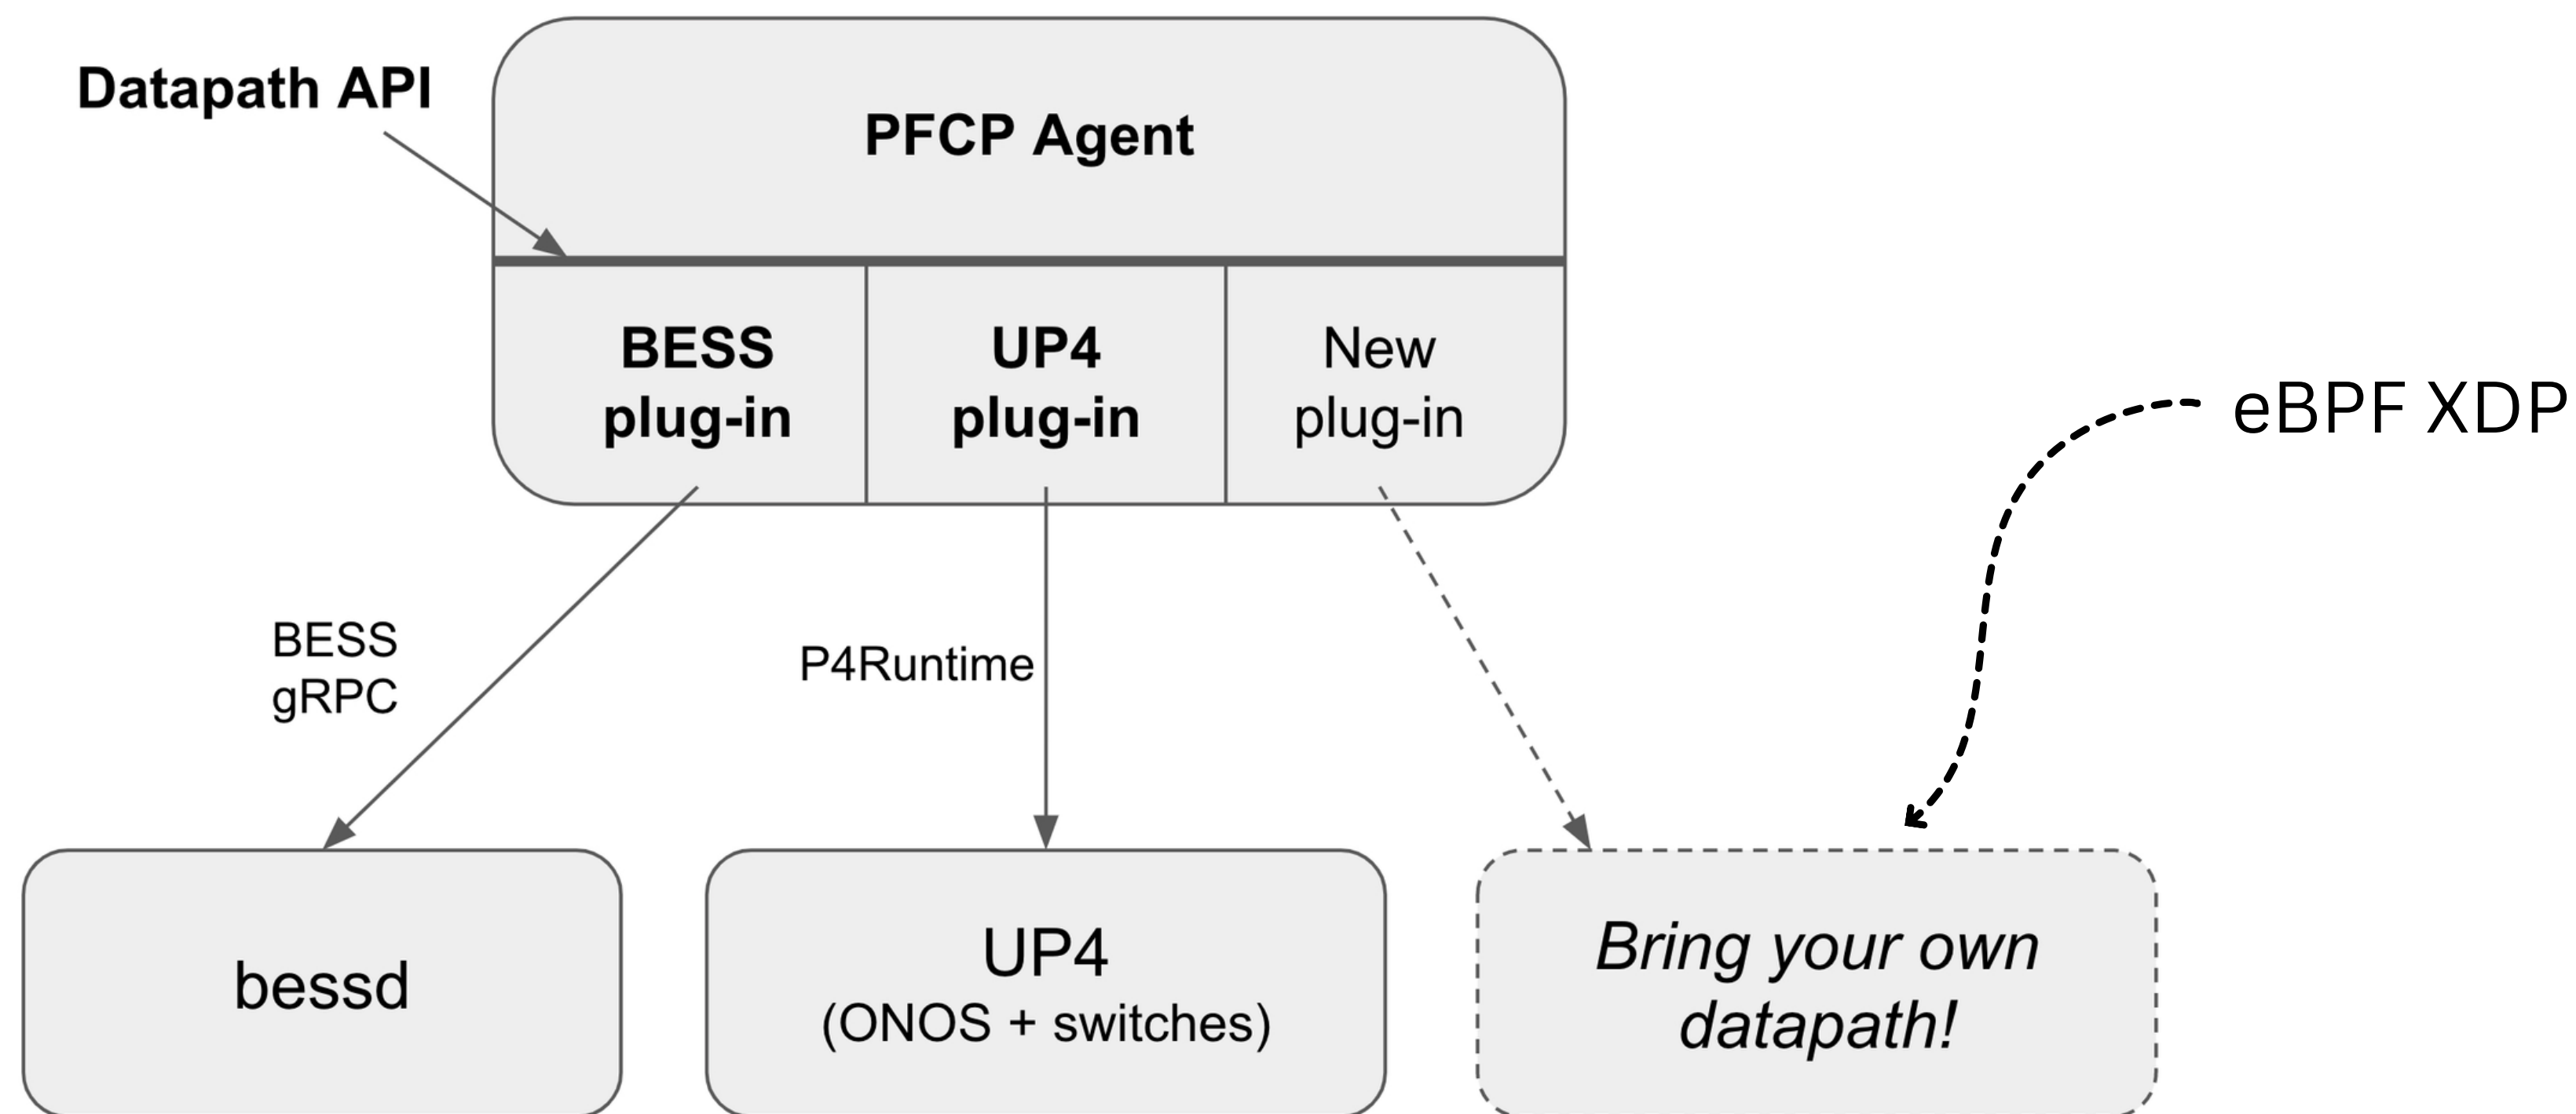 Datapath API
PFCP Agent
BESS
plug-in
UP4
plug-in
New
plug-in
eBPF XDP
BESS
gRPC
P4Runtime
bessd
UP4
(ONOS + switches)
Bring your own
datapath!